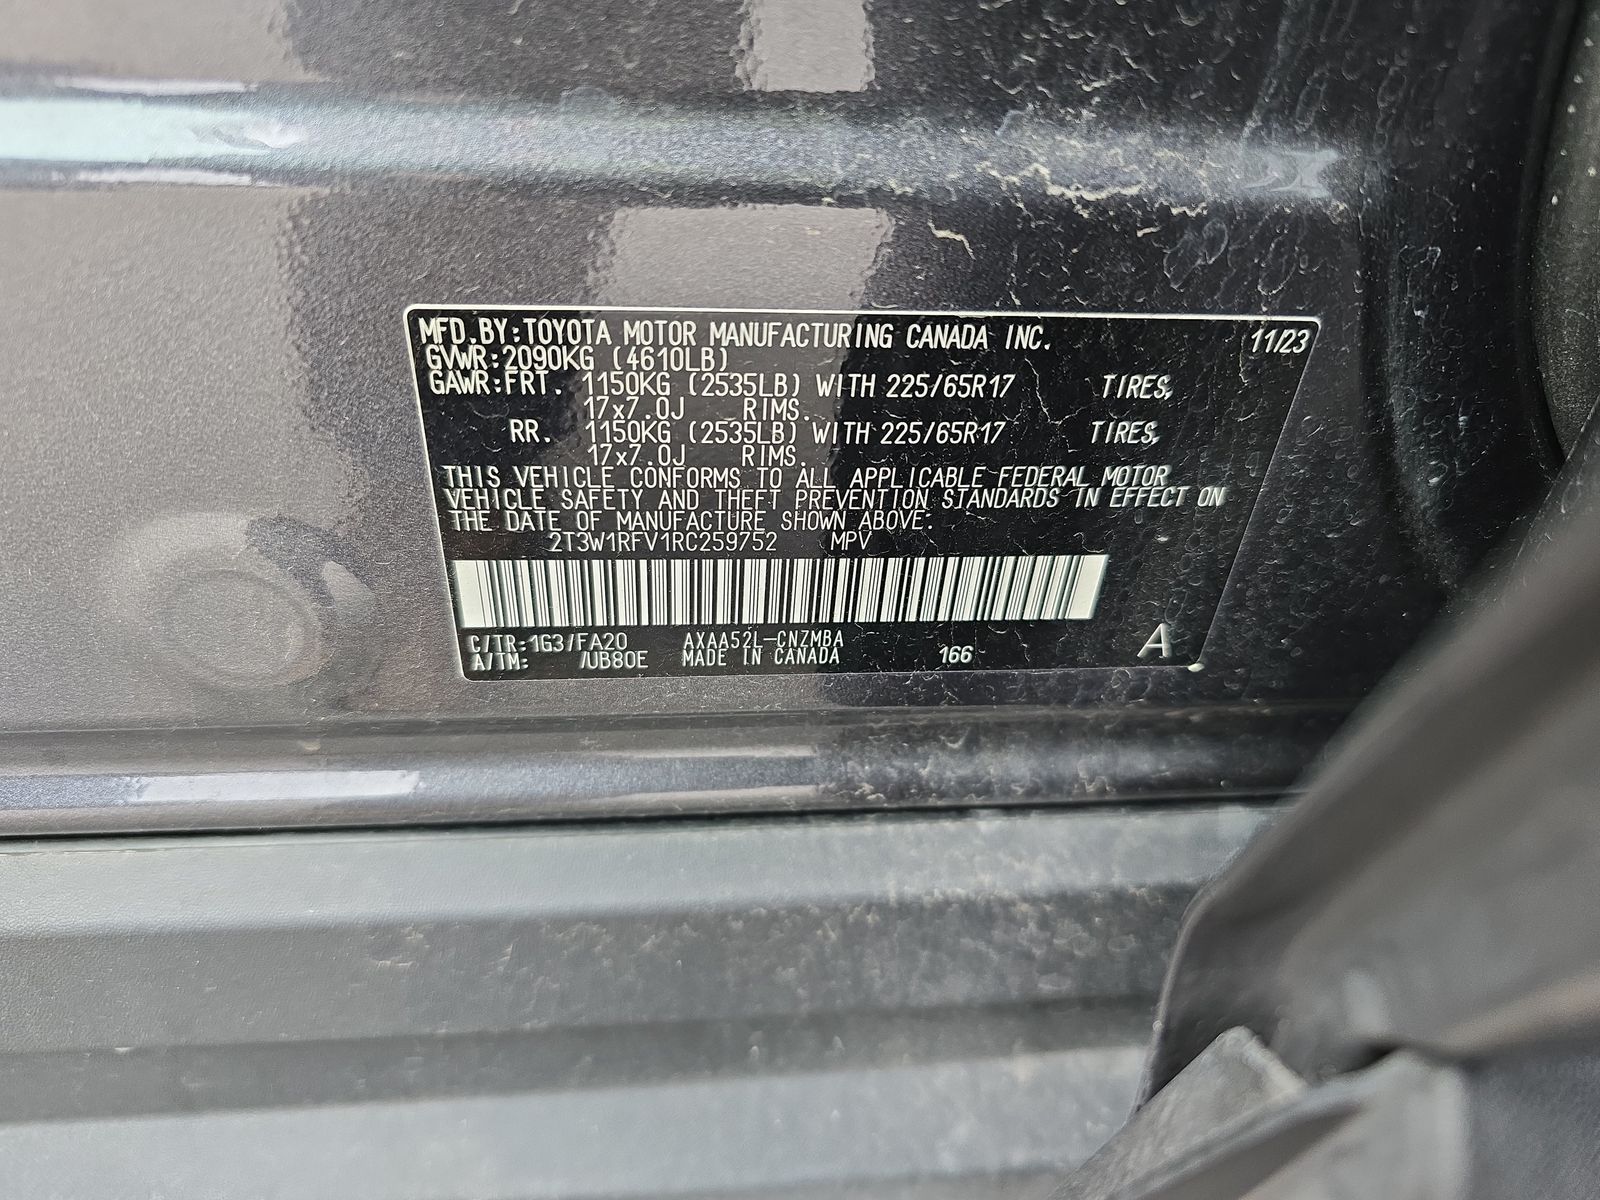 MFD.BY:TOYOTA MOTOR MANUFACTURING CANADA INC. 11/23
GVWR:2090KG (4610LB)
GAWR:FRT. 1150KG (2535LB) WITH 225/65R17 TIRES,
17x7.0J RIMS.
RR. 1150KG (2535LB) WITH 225/65R17 TIRES,
17x7.0J RIMS.
THIS VEHICLE CONFORMS TO ALL APPLICABLE FEDERAL MOTOR
VEHICLE SAFETY AND THEFT PREVENTION STANDARDS IN EFFECT ON
THE DATE OF MANUFACTURE SHOWN ABOVE.
2T3W1RFV1RC259752 MPV
C/TR:1G3/FA20 AXAA52L-CNZMBA
A/TM: /UB80E MADE IN CANADA 166 A